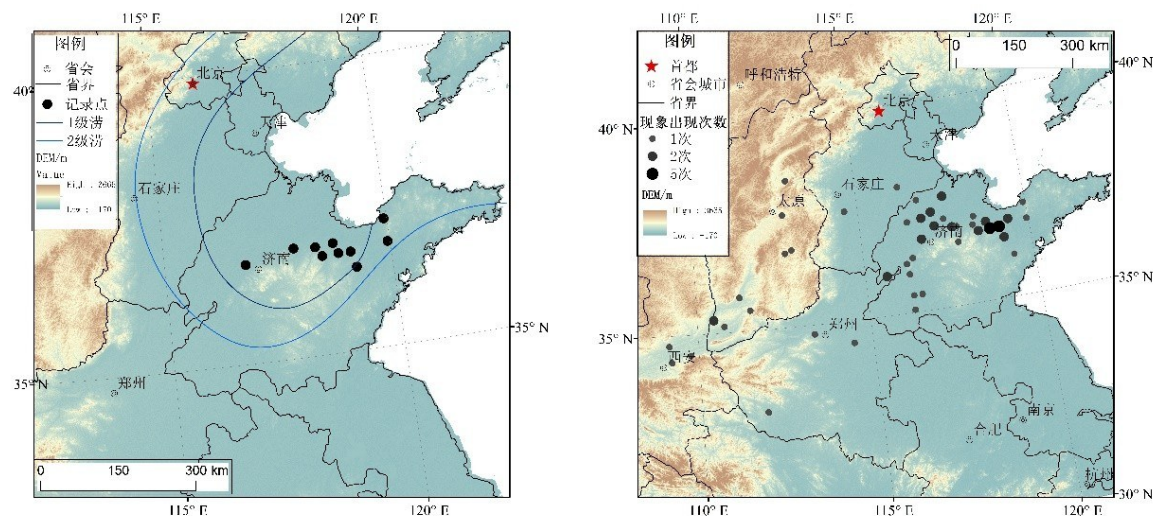 115° E
120° E
图例
省会
省界
记录点
1级涝
2级涝
DEM/m
Value
40°
北京
天津
石家庄
济南
35° N
郑州
35° N
0 150 300 km
115° E
120° E
110° E
115° E
120° E
图例
首都
省会城市
省界
现象出现次数
1次
2次
5次
DEM/m
0 150 300 km
40° N
40° N
呼和浩特
北京
天津
石家庄
太原
济南
35° N
35° N
郑州
西安
南京
合肥
杭州
30° N
110° E
115° E
120° E